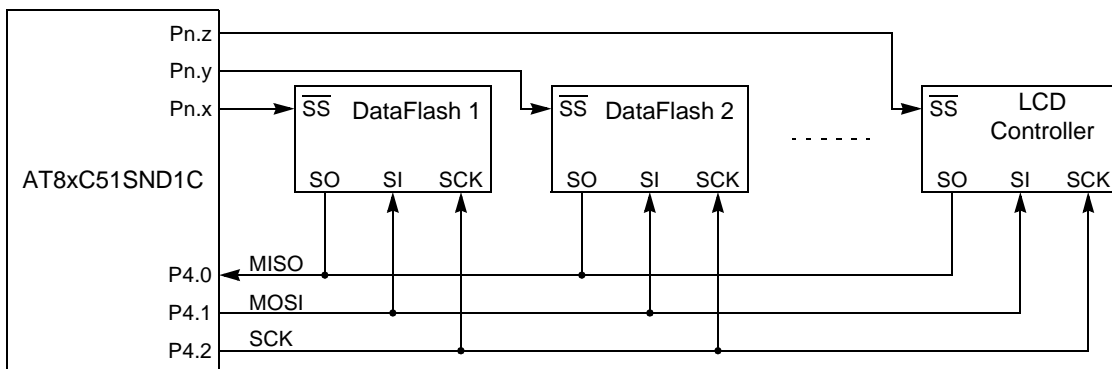 Pn.z
Pn.y
Pn.x
AT8xC51SND1C
P4.0
P4.1
P4.2
MISO
MOSI
SCK
SS DataFlash 1
SO SI SCK
SS DataFlash 2
SO SI SCK
SS LCD
Controller
SO SI SCK